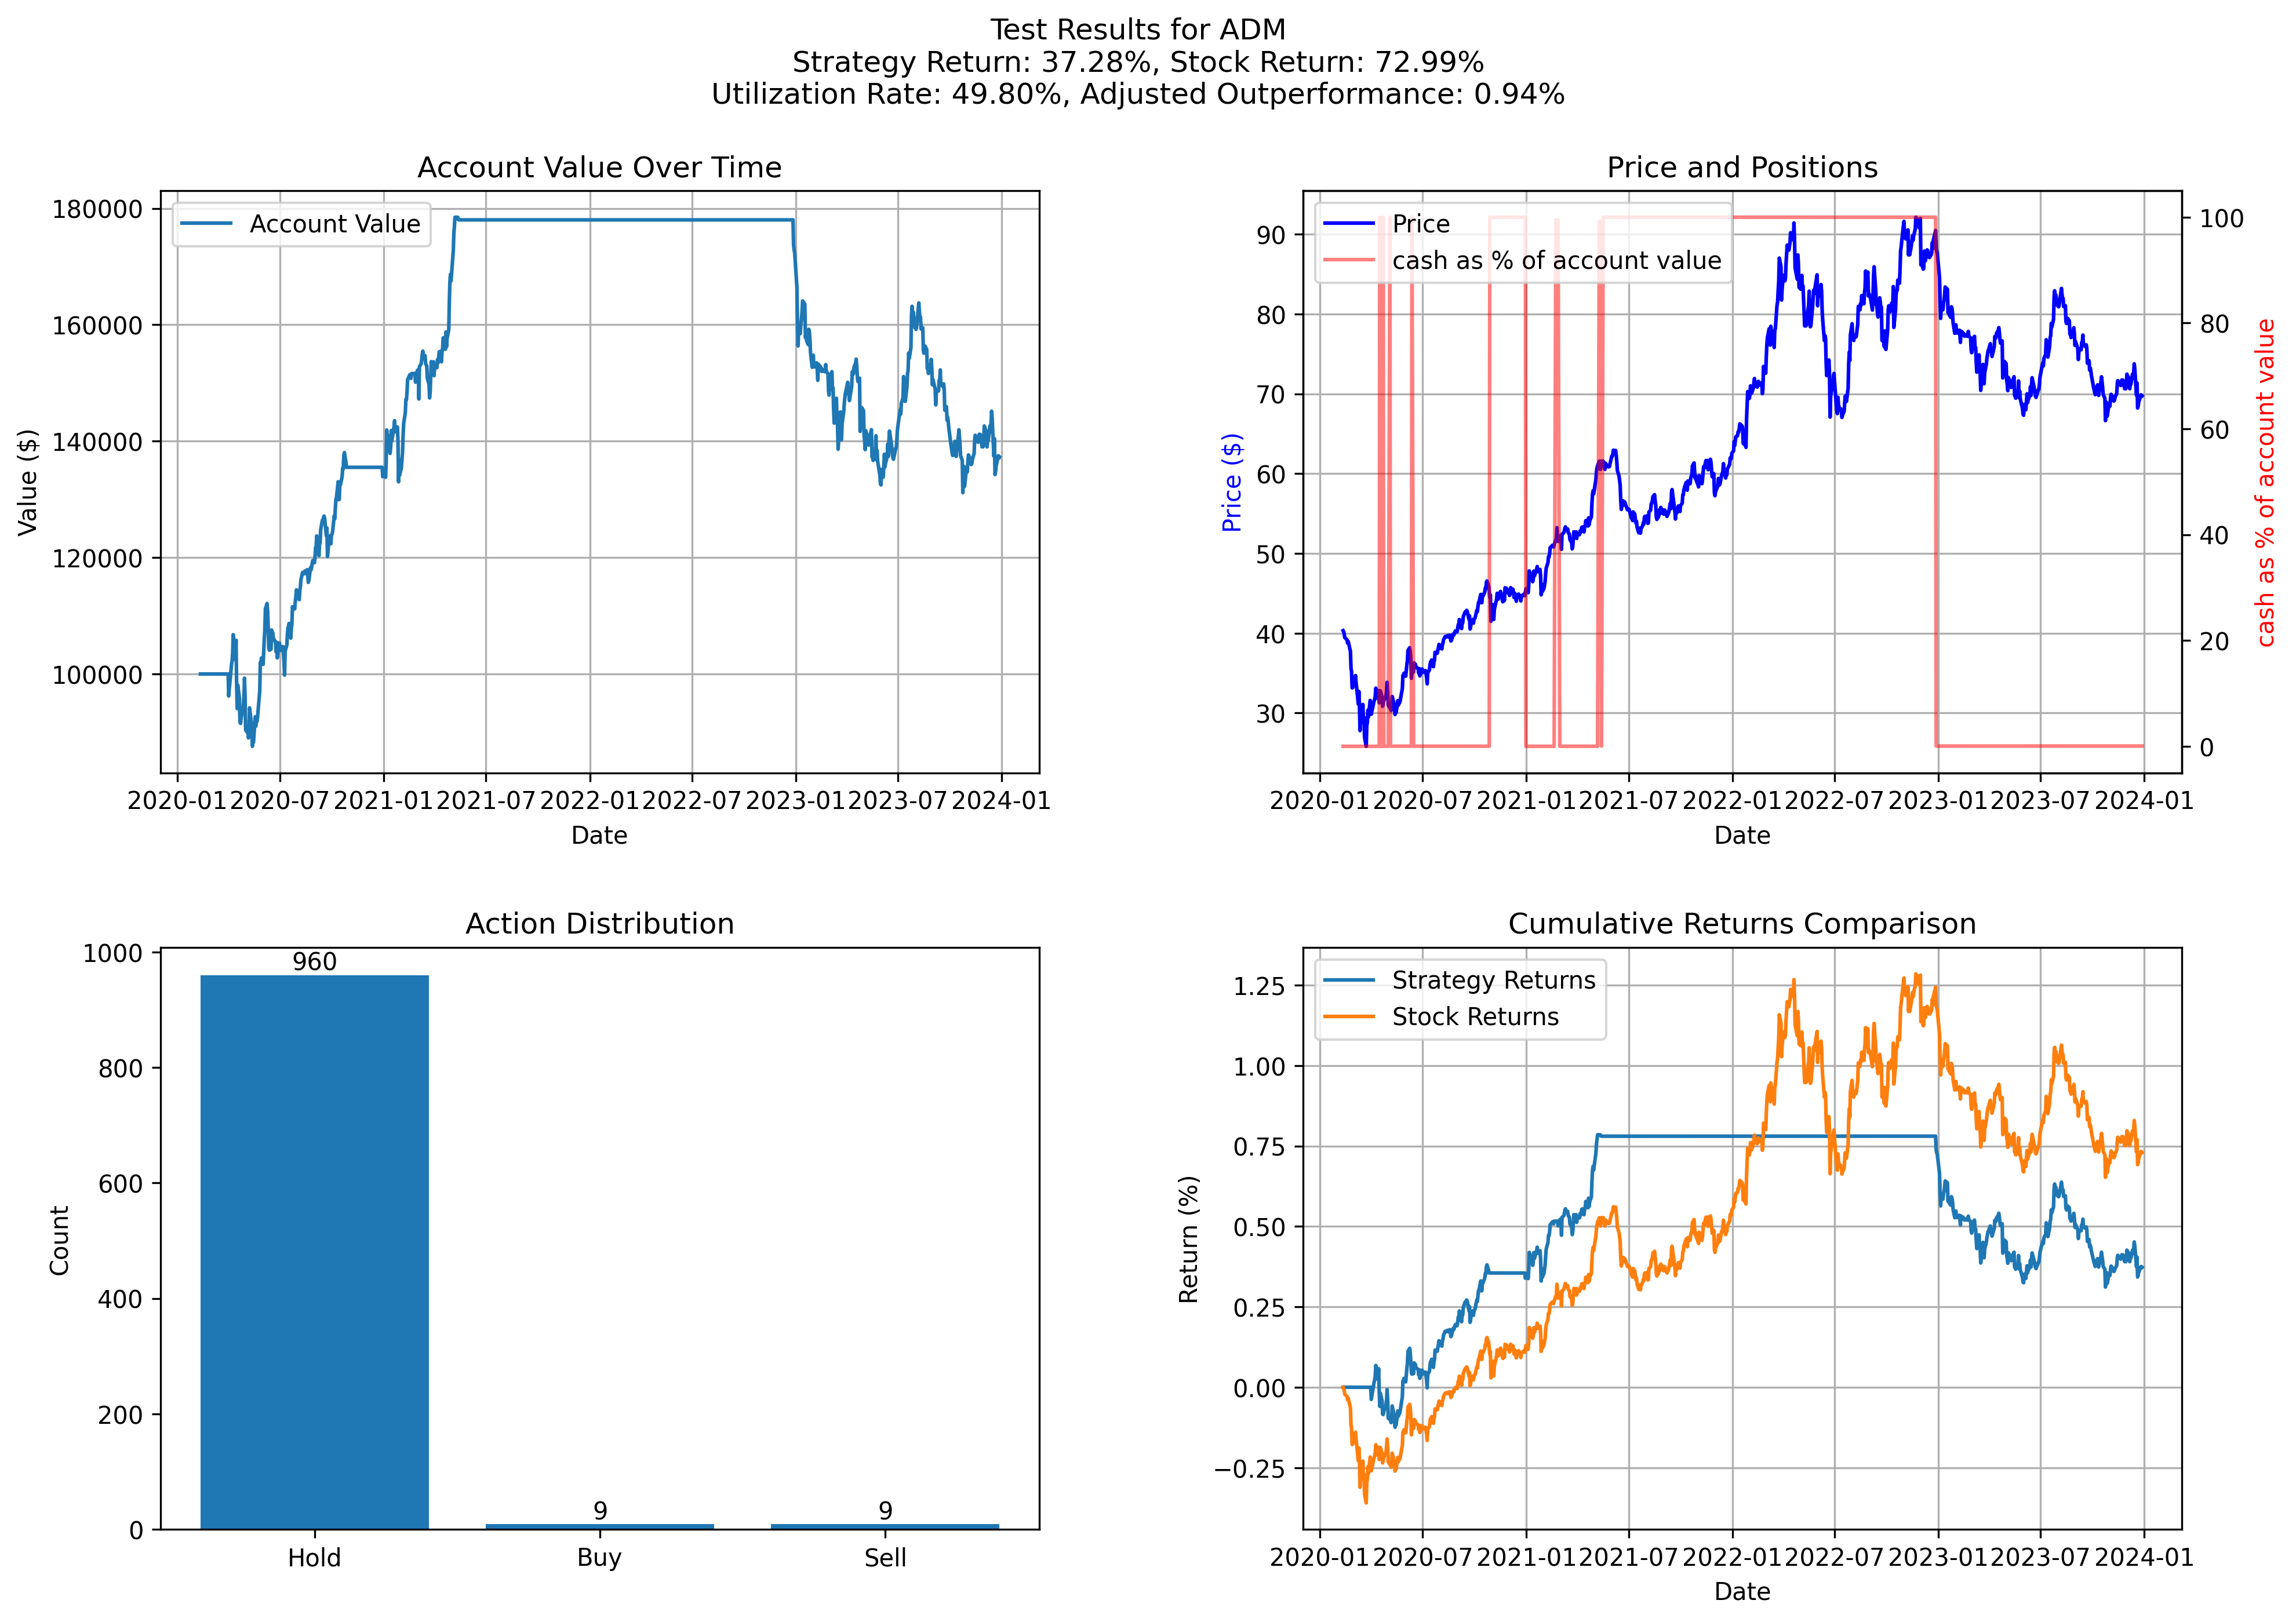 Test Results for ADM
Strategy Return: 37.28%, Stock Return: 72.99%
Utilization Rate: 49.80%, Adjusted Outperformance: 0.94%
Account Value Over Time
Account Value
180000
160000
140000
120000
100000
Value ($)
2020-01 2020-07 2021-01 2021-07 2022-01 2022-07 2023-01 2023-07 2024-01
Date
Price and Positions
Price
cash as % of account value
90
80
70
60
50
40
30
Price ($)
100
80
60
40
20
0
cash as % of account value
2020-01 2020-07 2021-01 2021-07 2022-01 2022-07 2023-01 2023-07 2024-01
Date
Action Distribution
1000
800
600
400
200
0
Count
960
9
9
Hold
Buy
Sell
Cumulative Returns Comparison
Strategy Returns
Stock Returns
1.25
1.00
0.75
0.50
0.25
0.00
−0.25
Return (%)
2020-01 2020-07 2021-01 2021-07 2022-01 2022-07 2023-01 2023-07 2024-01
Date